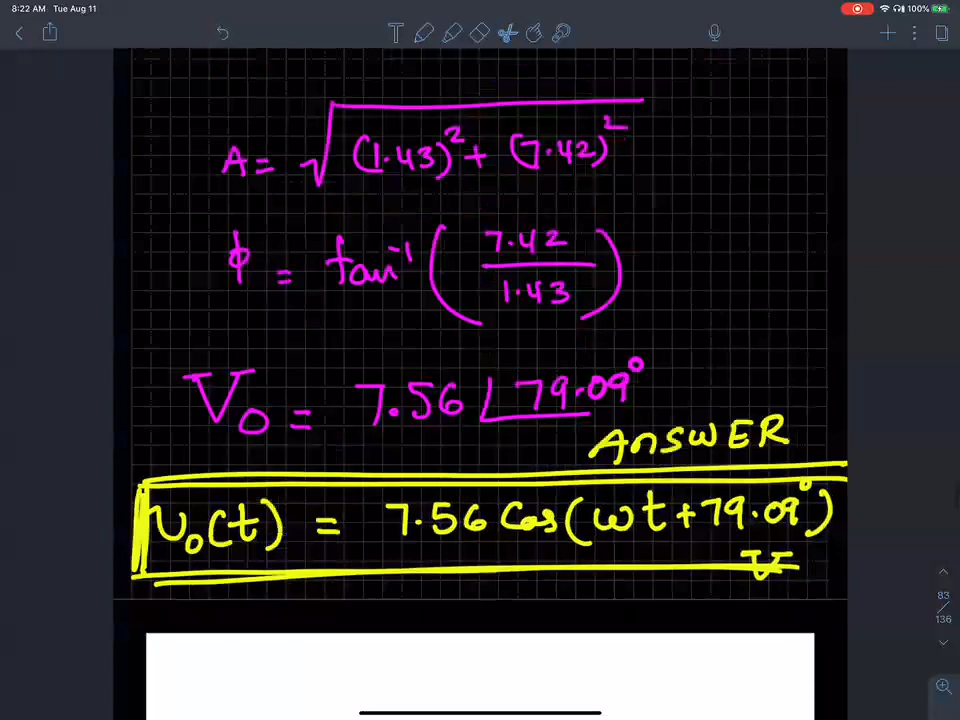 8:22 AM Tue Aug 11
100%
A = √(1.43)² + (7.42)²
ϕ = tan⁻¹ (7.42 / 1.43)
V₀ = 7.56 ∠79.09°
ANSWER
v₀(t) = 7.56 cos(ωt + 79.09°)
V
83
/
136